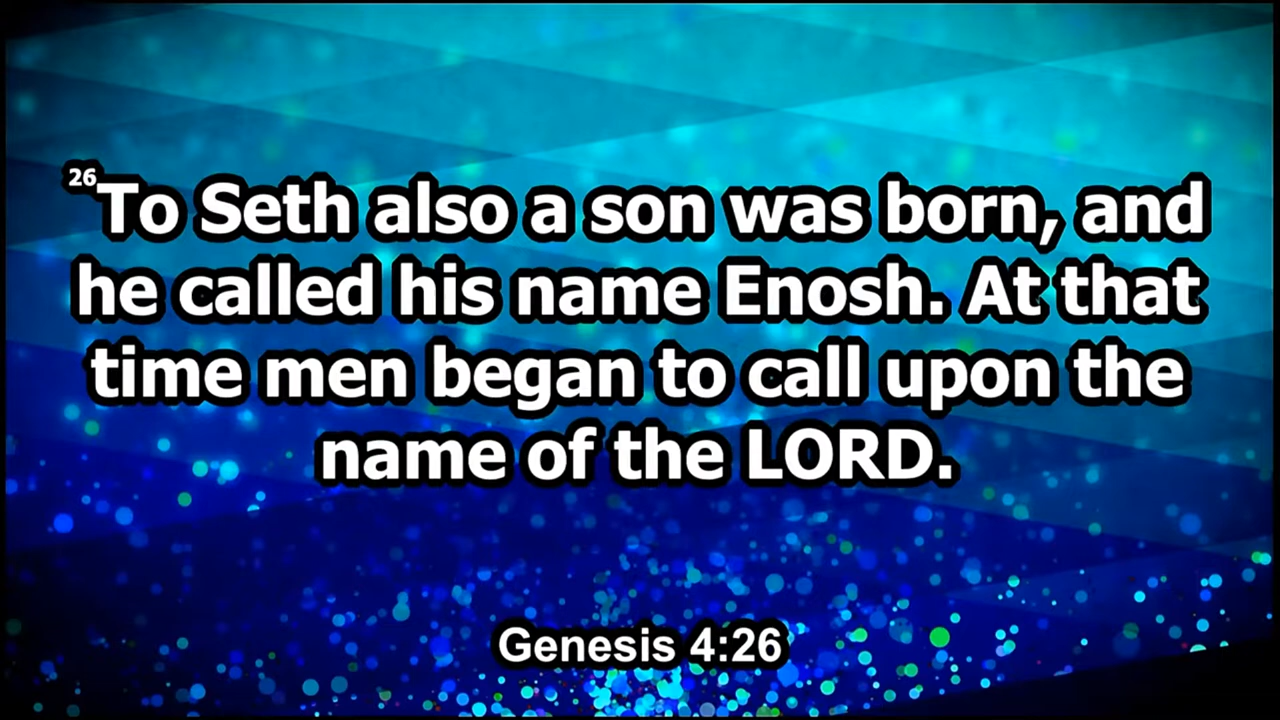 26To Seth also a son was born, and
he called his name Enosh. At that
time men began to call upon the
name of the LORD.
Genesis 4:26